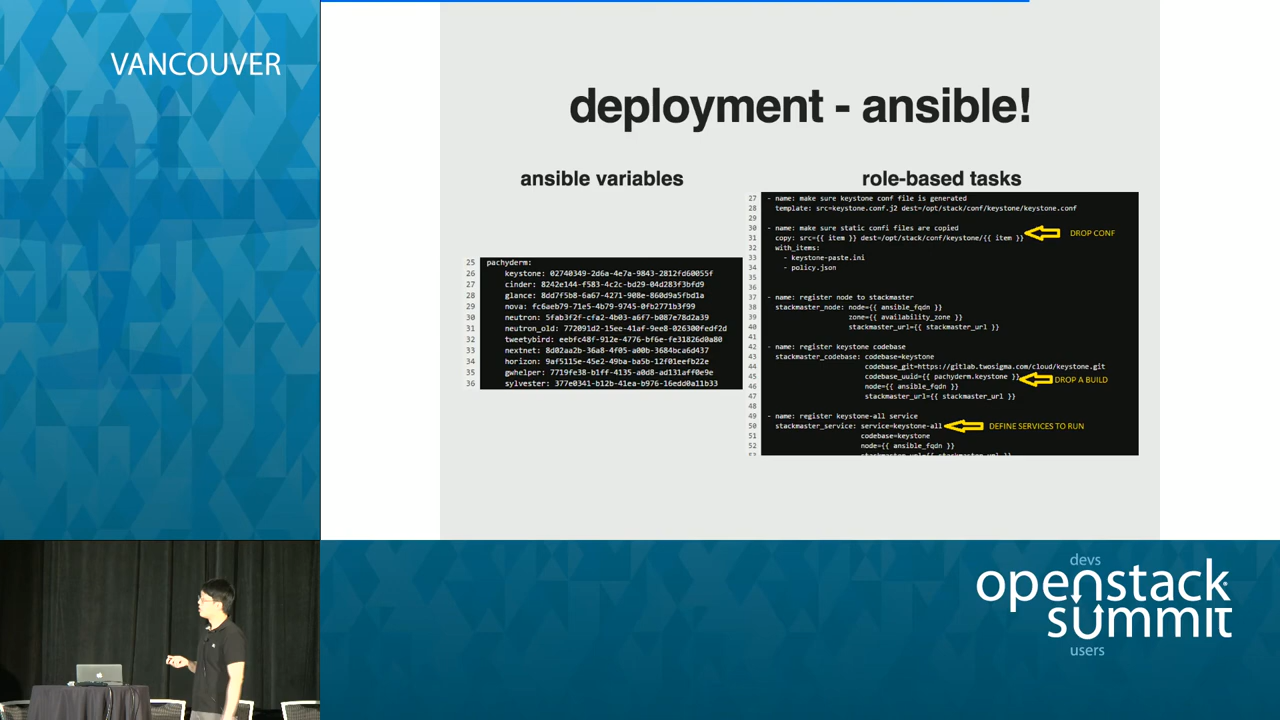 VANCOUVER
deployment - ansible!
ansible variables
25 pachyderm:
26 keystone: 02740349-2d6a-4e7a-9843-2812fd60055f
27 cinder: 8242e144-f583-4c2c-bd29-04d283f3bfd9
28 glance: 8dd7f5b8-6a67-4271-908e-860d9a5fbd1a
29 nova: fc6aeb79-71e5-4b79-9745-0fb2771b3f99
30 neutron: 5fab3f2f-cfa2-4b03-a6f7-b087e78d2a39
31 neutron_old: 772091d2-15ee-41af-9ee8-026300fedf2d
32 tweetybird: eebfc48f-912e-4776-bf6e-fe31826d0a80
33 nextnet: 8d02aa2b-36a8-4f05-a00b-3684bca6d437
34 horizon: 9af5115e-45e2-49ba-ba5b-12f01eefb22e
35 gwhelper: 7719fe38-b1ff-4135-a0d8-ad131aff0e9e
36 sylvester: 377e0341-b12b-41ea-b976-16edd0a11b33
role-based tasks
27 - name: make sure keystone conf file is generated
28 template: src=keystone.conf.j2 dest=/opt/stack/conf/keystone/keystone.conf
29
30 - name: make sure static confi files are copied
31 copy: src={{ item }} dest=/opt/stack/conf/keystone/{{ item }} DROP CONF
32 with_items:
33 - keystone-paste.ini
34 - policy.json
35
36
37 - name: register node to stackmaster
38 stackmaster_node: node={{ ansible_fqdn }}
39 zone={{ availability_zone }}
40 stackmaster_url={{ stackmaster_url }}
41
42 - name: register keystone codebase
43 stackmaster_codebase: codebase=keystone
44 codebase_git=https://gitlab.twosigma.com/cloud/keystone.git
45 codebase_uuid={{ pachyderm.keystone }} DROP A BUILD
46 node={{ ansible_fqdn }}
47 stackmaster_url={{ stackmaster_url }}
48
49 - name: register keystone-all service
50 stackmaster_service: service=keystone-all DEFINE SERVICES TO RUN
51 codebase=keystone
52 node={{ ansible_fqdn }}
devs
openstack
summit
users